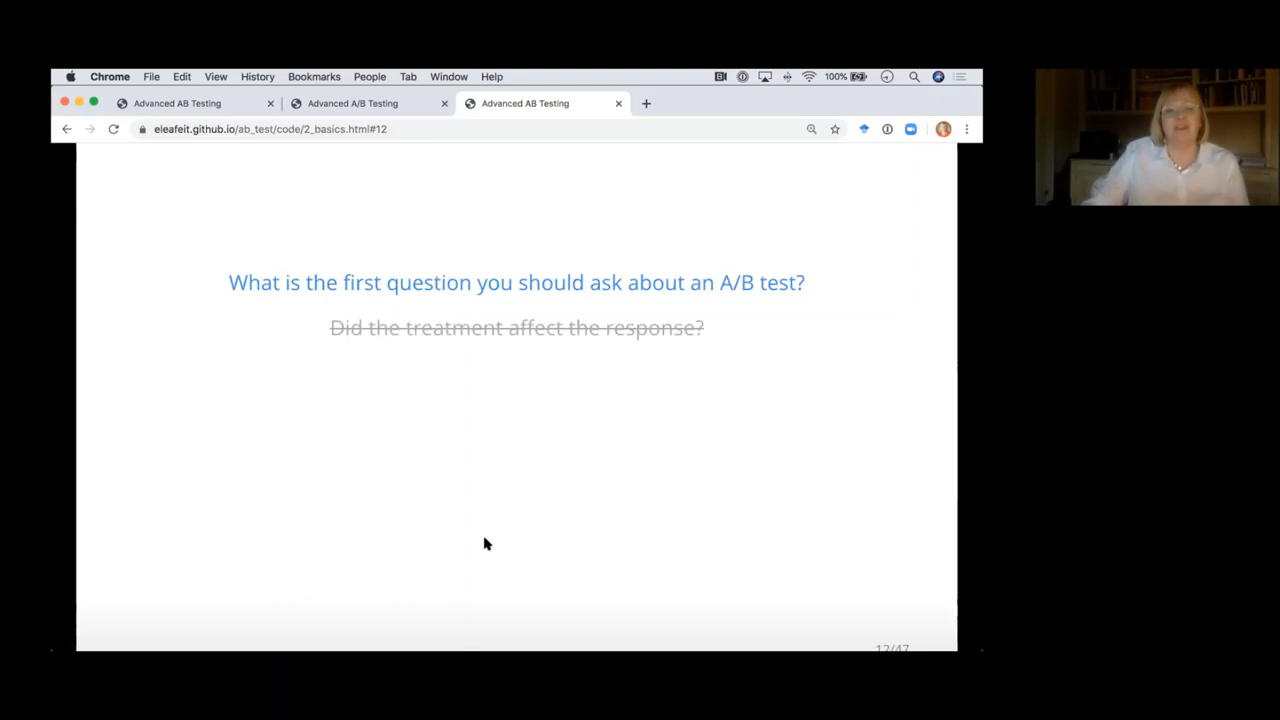 Chrome File Edit View History Bookmarks People Tab Window Help 100%
Advanced AB Testing Advanced A/B Testing Advanced AB Testing
eleafeit.github.io/ab_test/code/2_basics.html#12
What is the first question you should ask about an A/B test?
Did the treatment affect the response?
12/47